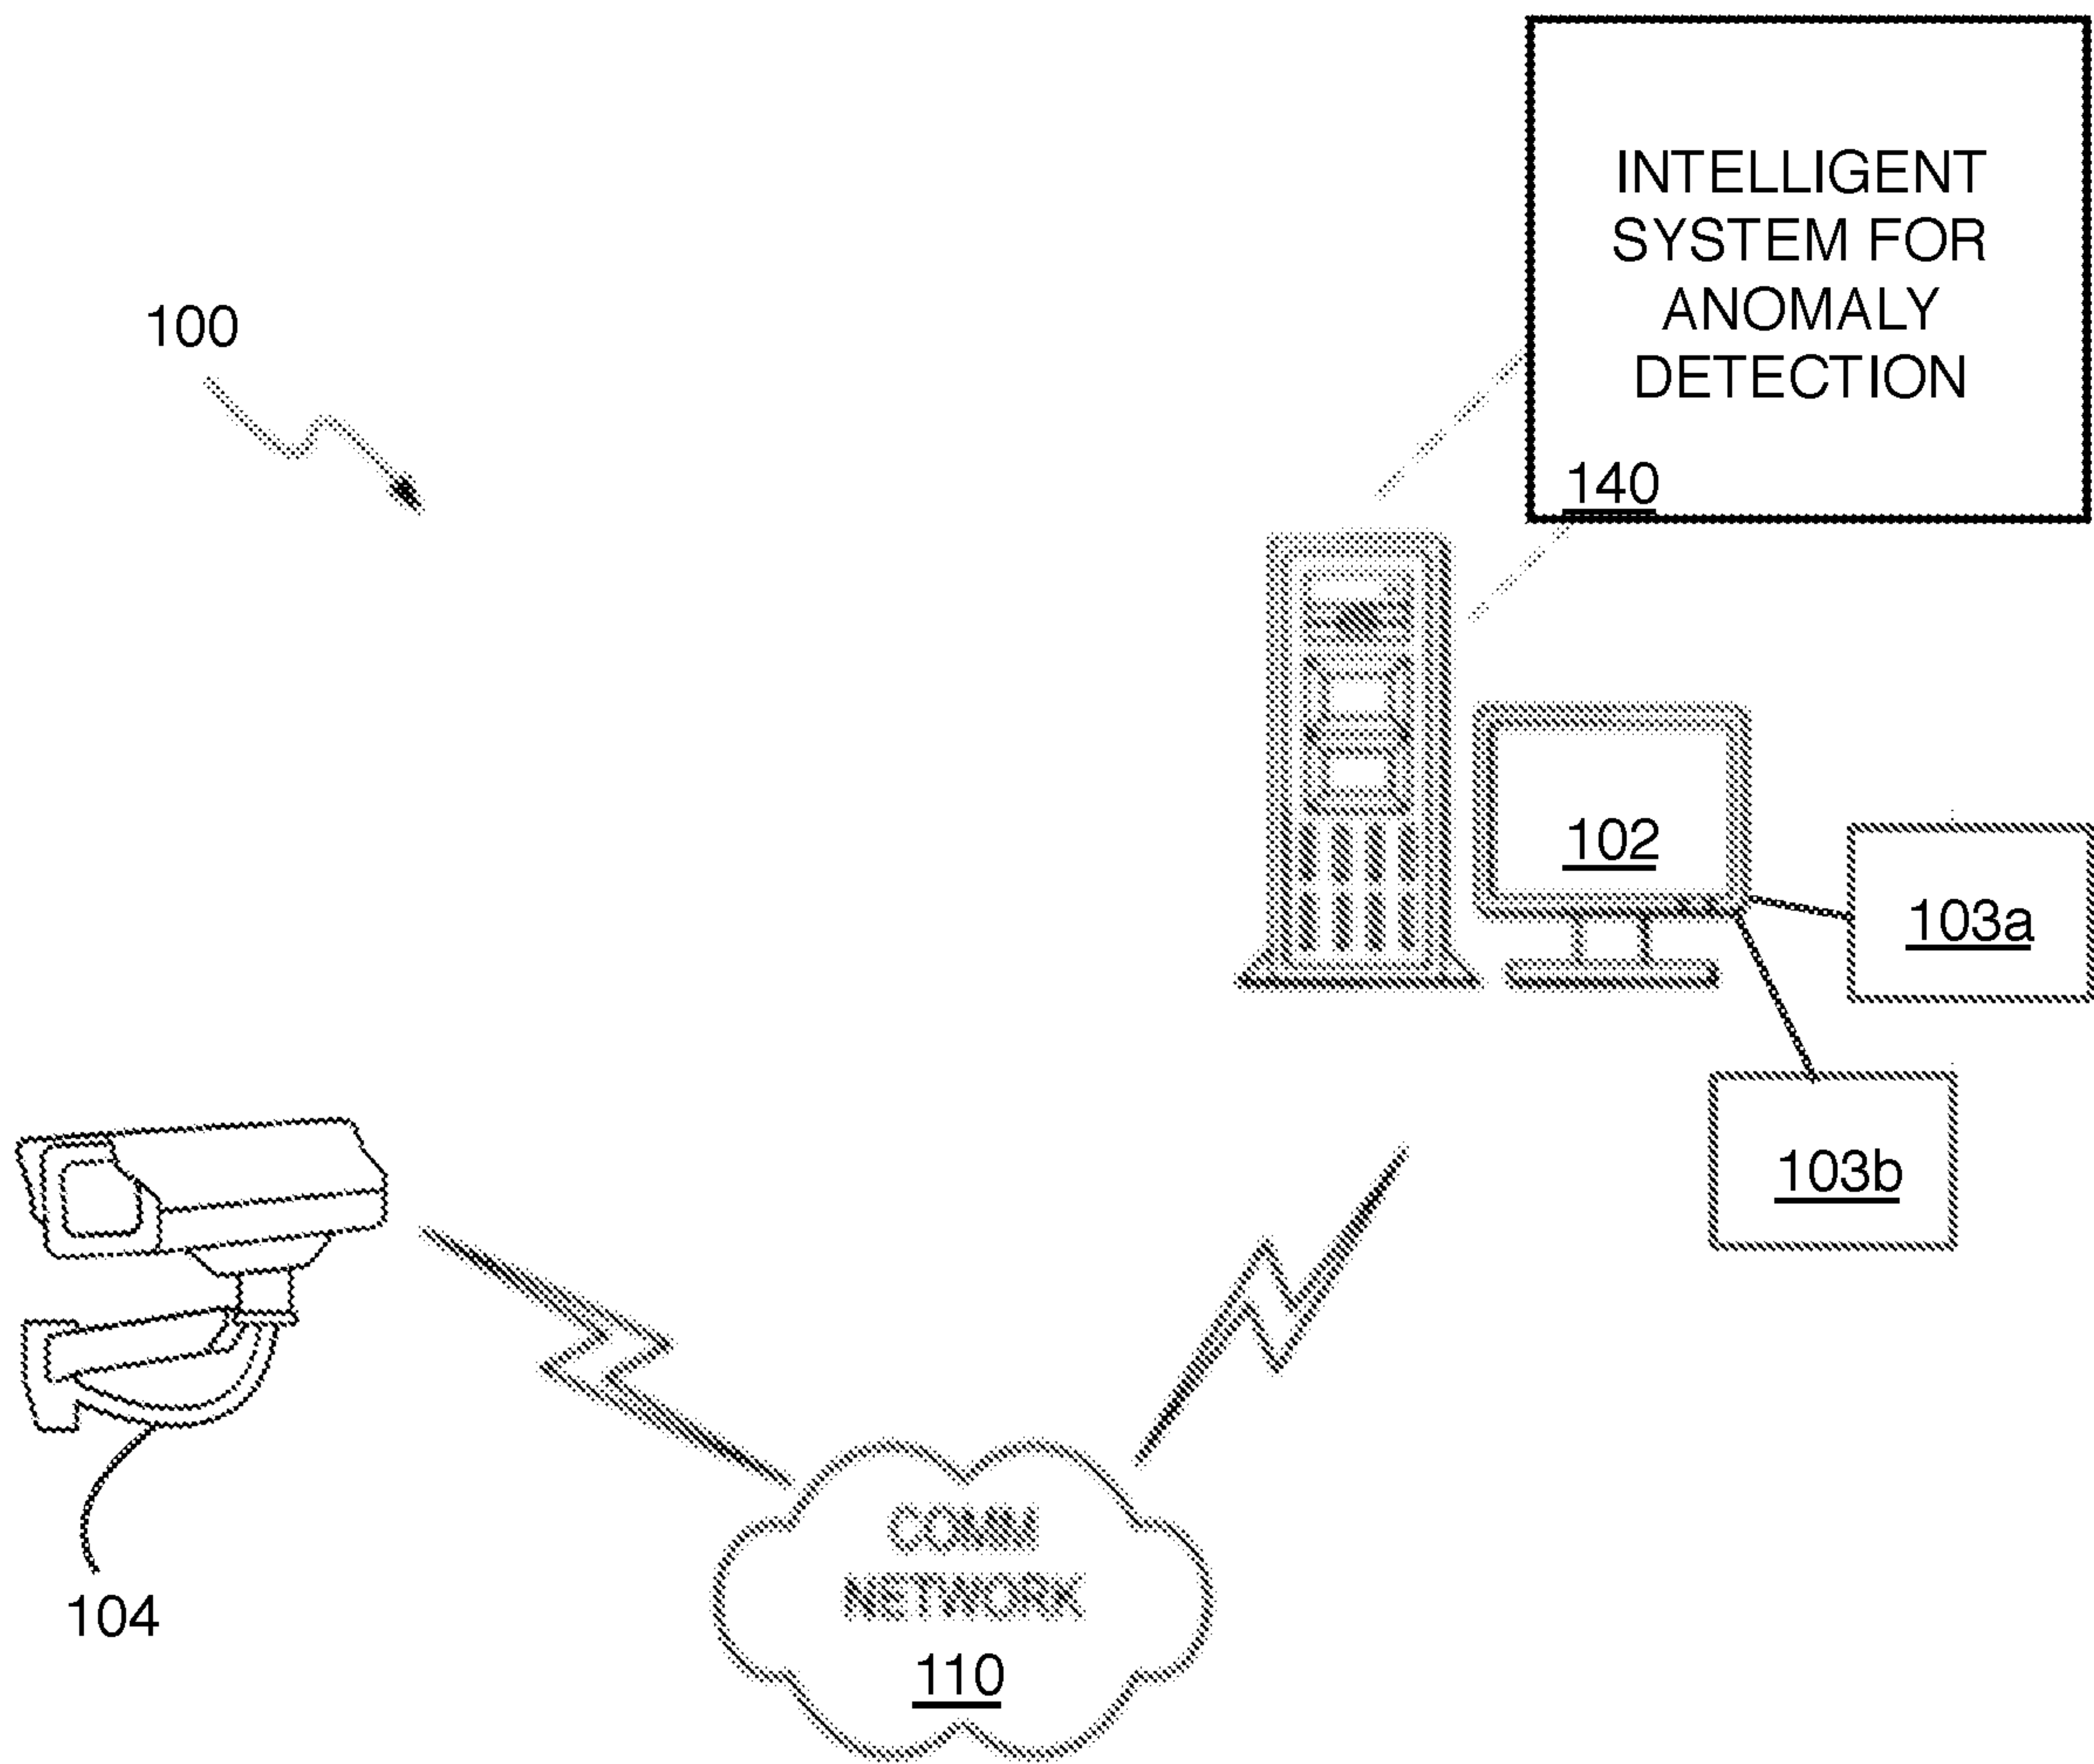 INTELLIGENT
SYSTEM FOR
ANOMALY
DETECTION
140
100
102
103a
103b
104
COMM
NETWORK
110